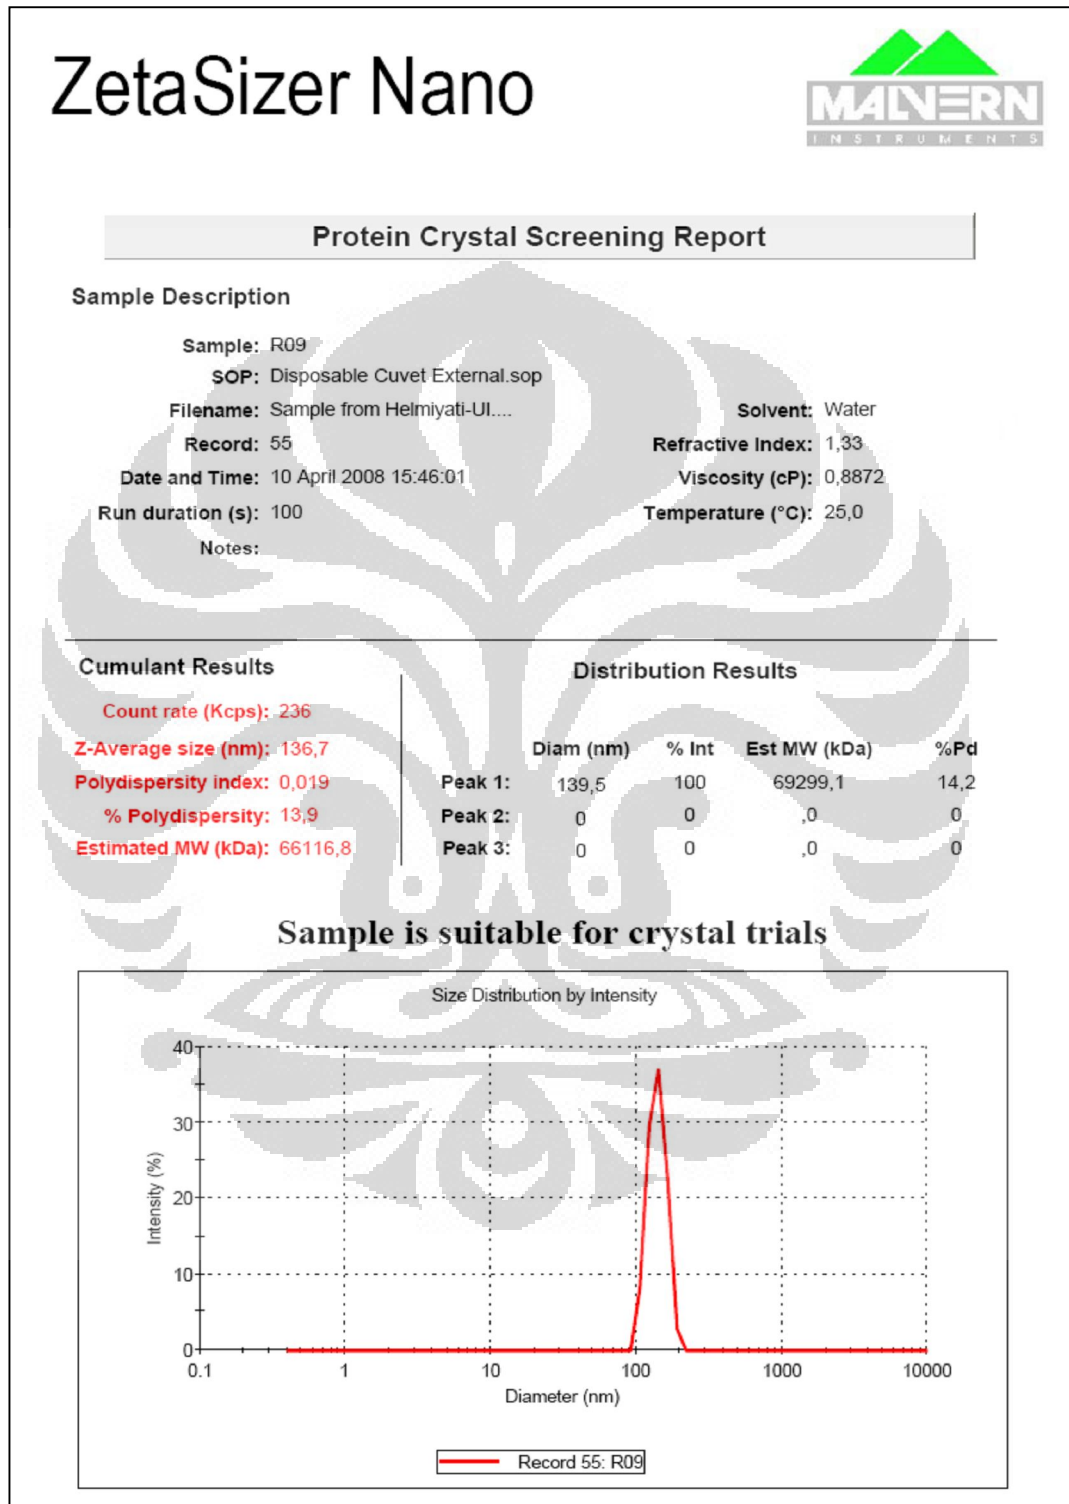 ZetaSizer Nano
MALVERN
INSTRUMENTS
Protein Crystal Screening Report
Sample Description
Sample: R09
SOP: Disposable Cuvet External.sop
Filename: Sample from Helmiyati-UI.... Solvent: Water
Record: 55 Refractive Index: 1,33
Date and Time: 10 April 2008 15:46:01 Viscosity (cP): 0,8872
Run duration (s): 100 Temperature (°C): 25,0
Notes:
Cumulant Results
Count rate (Kcps): 236
Z-Average size (nm): 136,7
Polydispersity index: 0,019
% Polydispersity: 13,9
Estimated MW (kDa): 66116,8
Distribution Results
Diam (nm) % Int Est MW (kDa) %Pd
Peak 1: 139,5 100 69299,1 14,2
Peak 2: 0 0 ,0 0
Peak 3: 0 0 ,0 0
Sample is suitable for crystal trials
Size Distribution by Intensity
40
30
20
10
0
Intensity (%)
0.1 1 10 100 1000 10000
Diameter (nm)
Record 55: R09